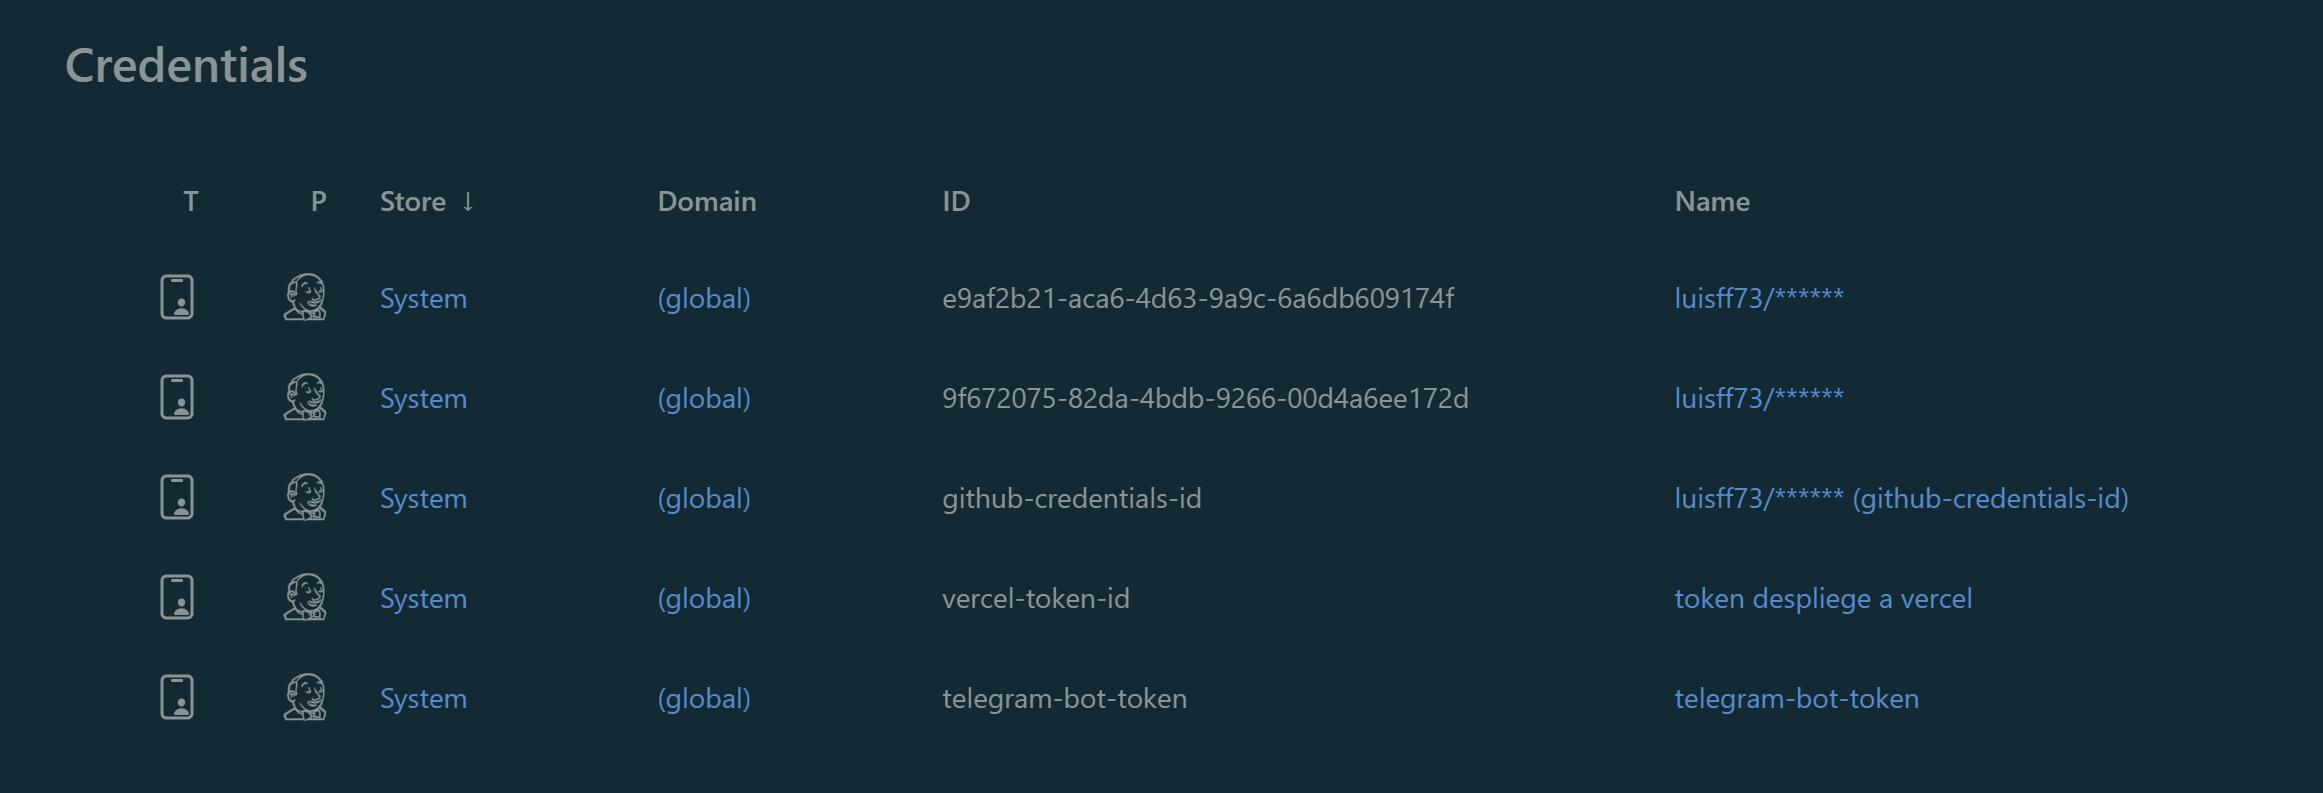 Credentials
T P Store ↓ Domain ID Name
System (global) e9af2b21-aca6-4d63-9a9c-6a6db609174f luisff73/******
System (global) 9f672075-82da-4bdb-9266-00d4a6ee172d luisff73/******
System (global) github-credentials-id luisff73/****** (github-credentials-id)
System (global) vercel-token-id token despliege a vercel
System (global) telegram-bot-token telegram-bot-token